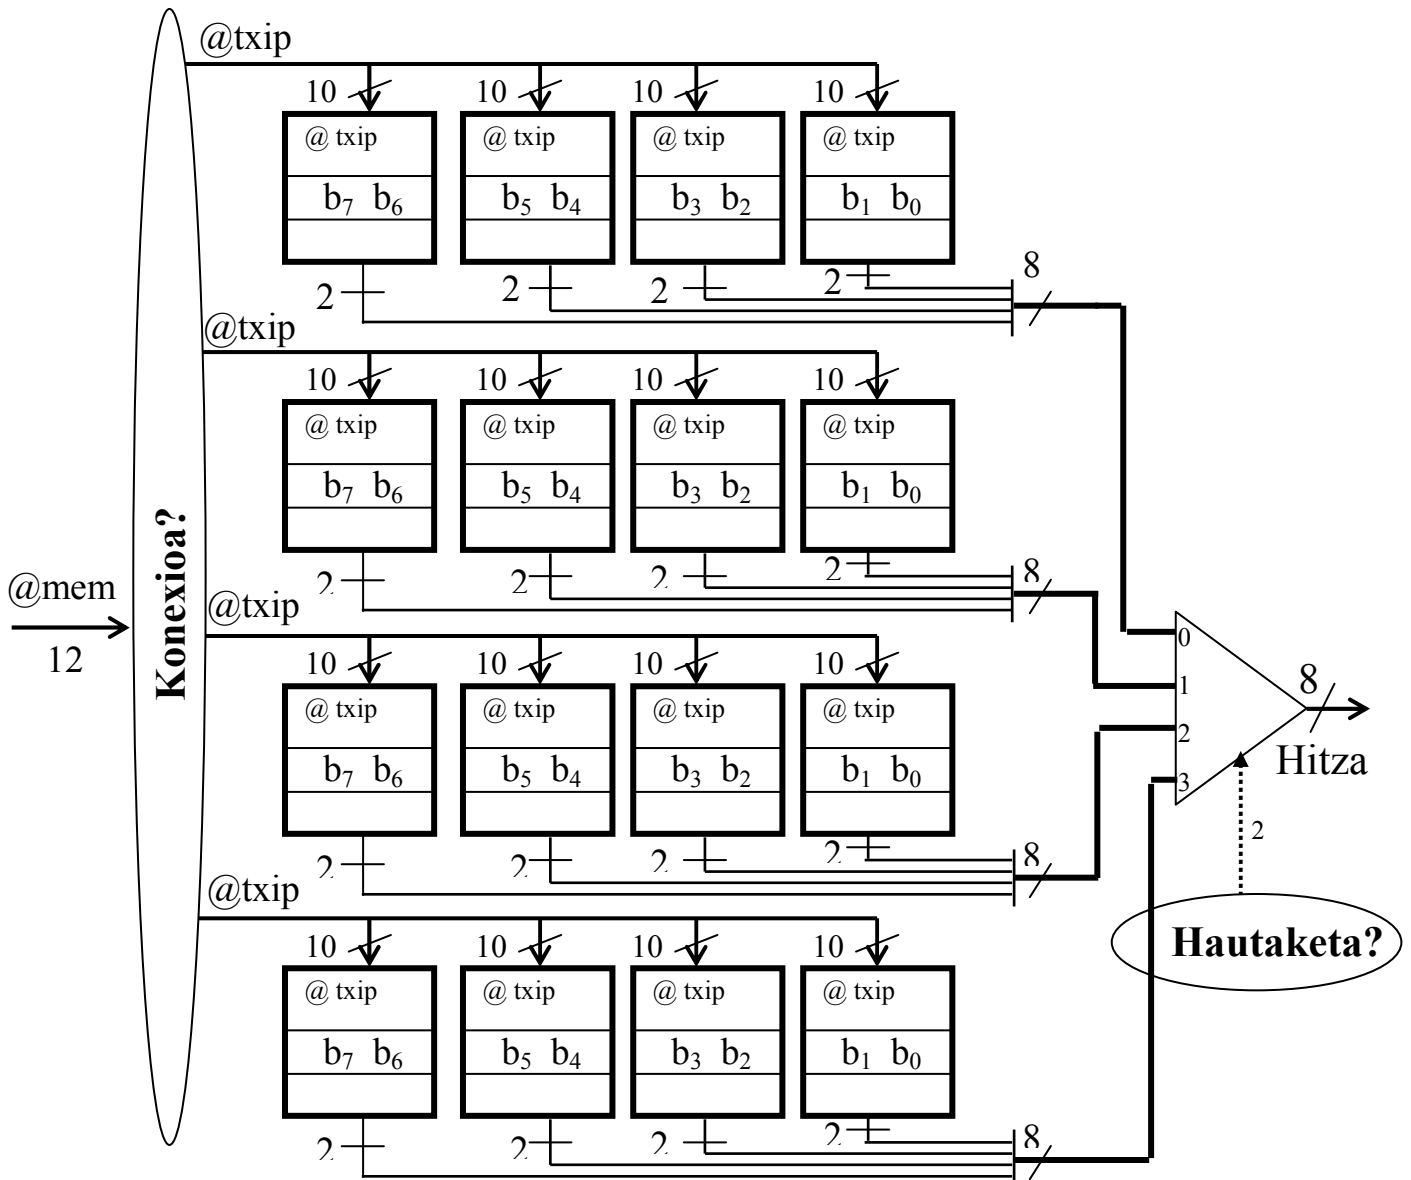 @txip
10 10 10 10
@ txip @ txip @ txip @ txip
b7 b6 b5 b4 b3 b2 b1 b0
2 2 2 2 8
@txip
10 10 10 10
@ txip @ txip @ txip @ txip
b7 b6 b5 b4 b3 b2 b1 b0
2 2 2 2 8
@mem
12
Konexioa?
@txip
10 10 10 10
@ txip @ txip @ txip @ txip
b7 b6 b5 b4 b3 b2 b1 b0
2 2 2 2 8
0
1
2
3
8
Hitza
2
Hautaketa?
@txip
10 10 10 10
@ txip @ txip @ txip @ txip
b7 b6 b5 b4 b3 b2 b1 b0
2 2 2 2 8